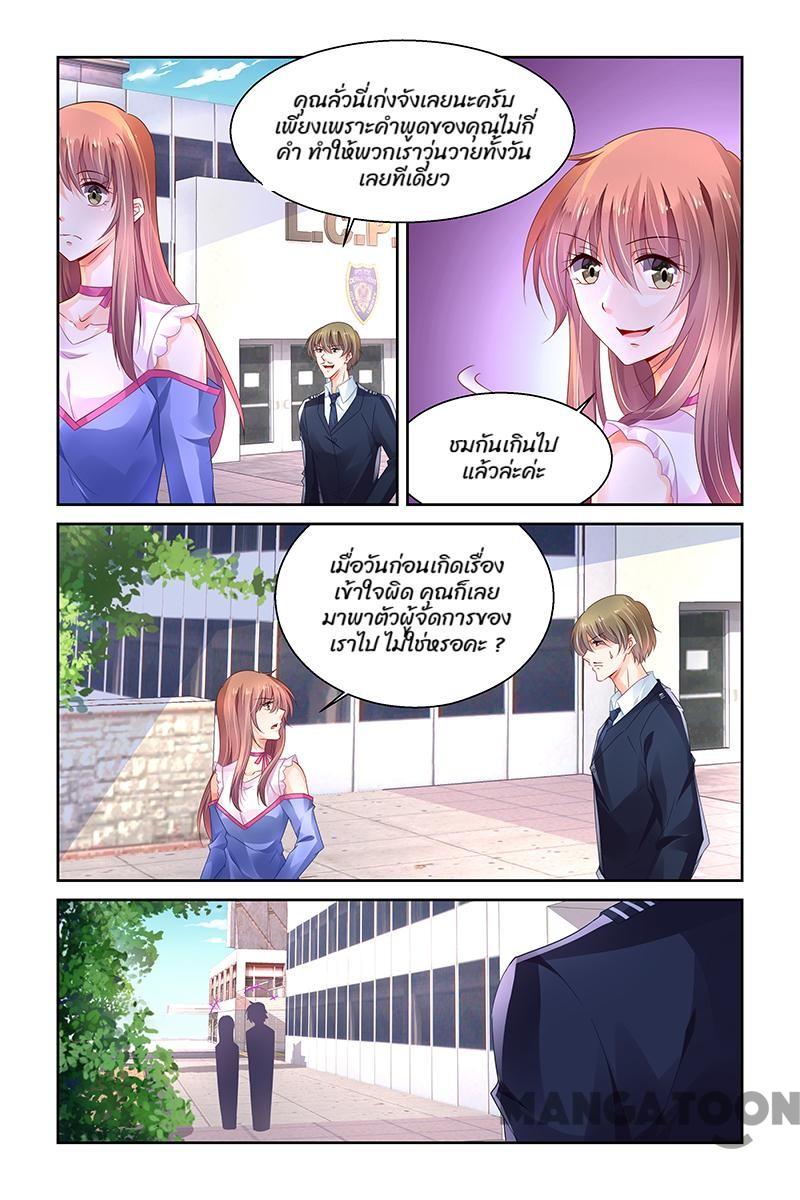 คุณลั่วนี่เก่งจังเลยนะครับ
เพียงเพราะคำพูดของคุณไม่กี่
คำ ทำให้พวกเราวุ่นวายทั้งวัน
เลยทีเดียว
L.C.P.
ชมกันเกินไป
แล้วล่ะค่ะ
เมื่อวันก่อนเกิดเรื่อง
เข้าใจผิด คุณก็เลย
มาพาตัวผู้จัดการของ
เราไป ไม่ใช่หรอคะ ?
MANGATOON